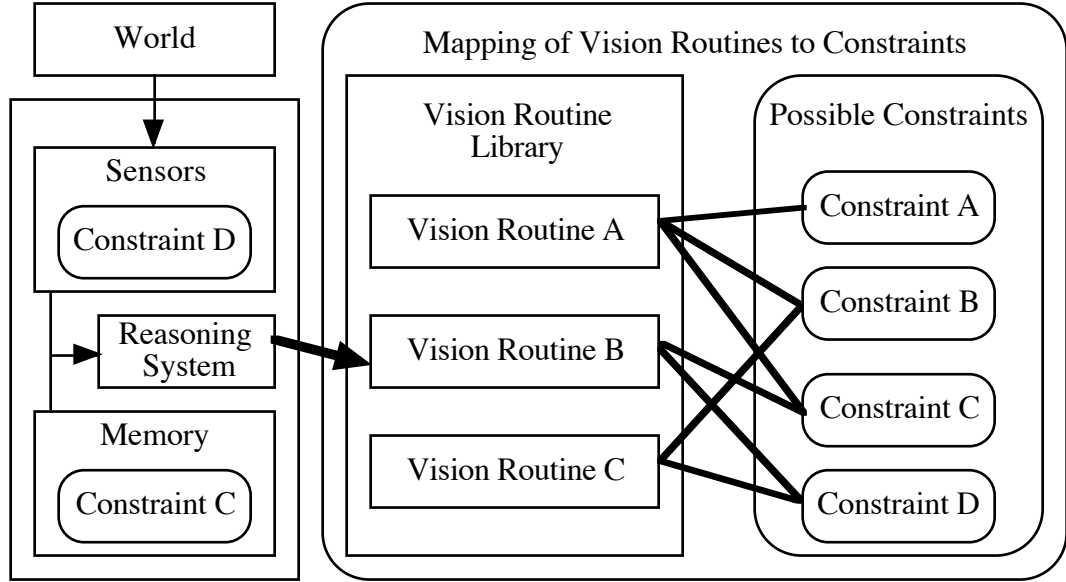 World
Sensors
Constraint D
Reasoning
System
Memory
Constraint C
Mapping of Vision Routines to Constraints
Vision Routine
Library
Vision Routine A
Vision Routine B
Vision Routine C
Possible Constraints
Constraint A
Constraint B
Constraint C
Constraint D